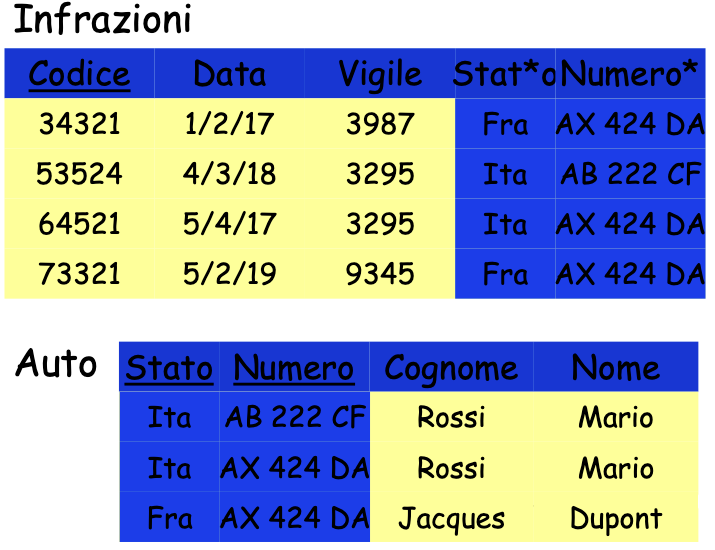 Infrazioni
Codice Data Vigile Stat*o Numero*
34321 1/2/17 3987 Fra AX 424 DA
53524 4/3/18 3295 Ita AB 222 CF
64521 5/4/17 3295 Ita AX 424 DA
73321 5/2/19 9345 Fra AX 424 DA
Auto
Stato Numero Cognome Nome
Ita AB 222 CF Rossi Mario
Ita AX 424 DA Rossi Mario
Fra AX 424 DA Jacques Dupont